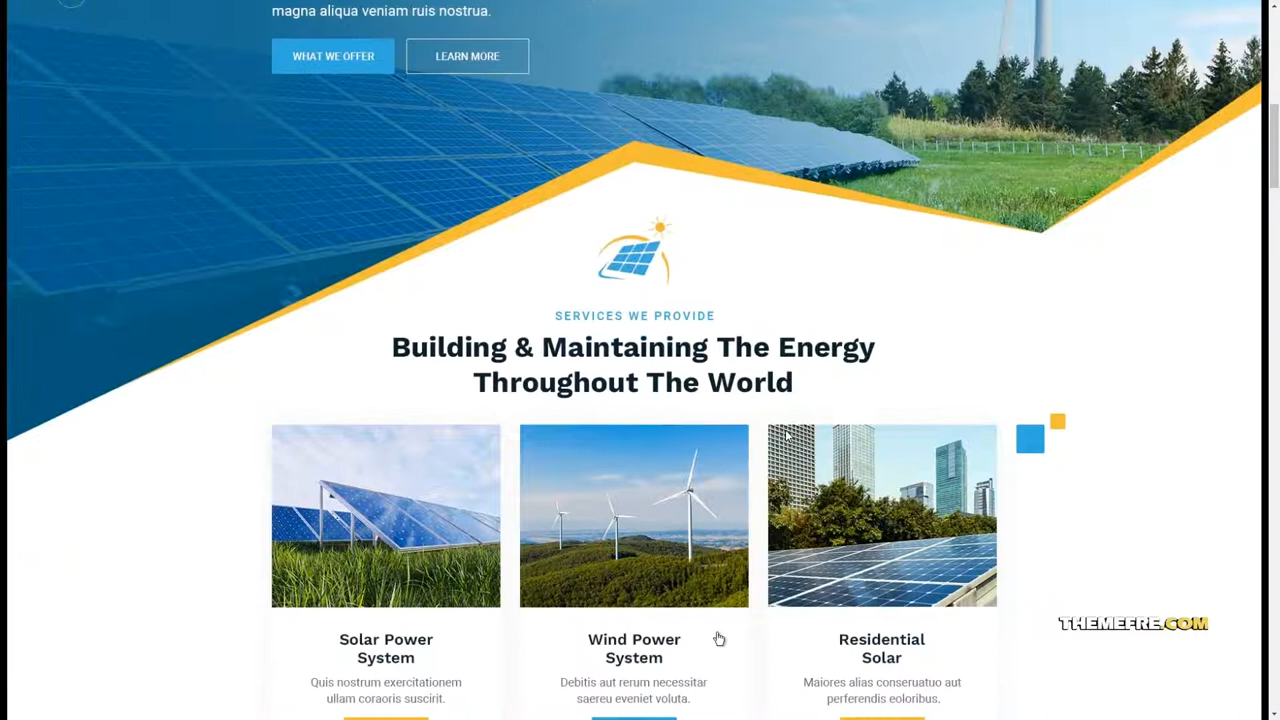 magna aliqua veniam ruis nostrua.
WHAT WE OFFER
LEARN MORE
SERVICES WE PROVIDE
Building & Maintaining The Energy
Throughout The World
Solar Power
System
Quis nostrum exercitationem
ullam coraoris suscirit.
Wind Power
System
Debitis aut rerum necessitar
saereu eveniet voluta.
Residential
Solar
Maiores alias conseruatuo aut
perferendis eoloribus.
THEMEFRE.COM